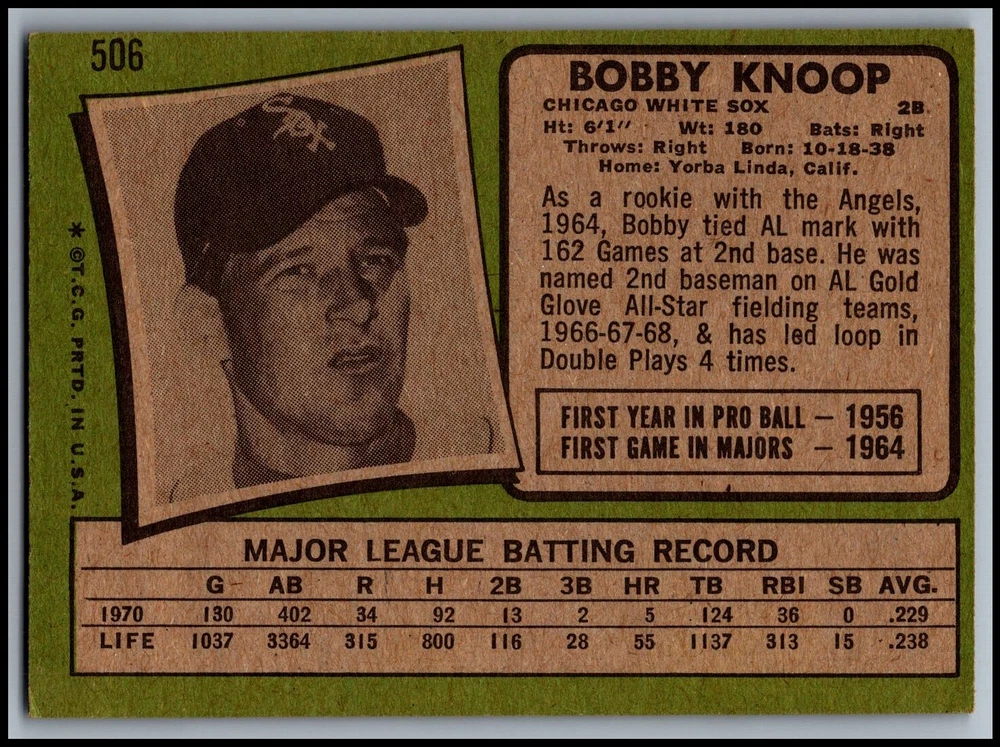 506
Sox
BOBBY KNOOP
CHICAGO WHITE SOX 2B
Ht: 6'1" Wt: 180 Bats: Right
Throws: Right Born: 10-18-38
Home: Yorba Linda, Calif.
As a rookie with the Angels,
1964, Bobby tied AL mark with
162 Games at 2nd base. He was
named 2nd baseman on AL Gold
Glove All-Star fielding teams,
1966-67-68, & has led loop in
Double Plays 4 times.
FIRST YEAR IN PRO BALL — 1956
FIRST GAME IN MAJORS — 1964
* ©T.C.G. PRTD. IN U.S.A.
MAJOR LEAGUE BATTING RECORD
G AB R H 2B 3B HR TB RBI SB AVG.
1970 130 402 34 92 13 2 5 124 36 0 .229
LIFE 1037 3364 315 800 116 28 55 1137 313 15 .238